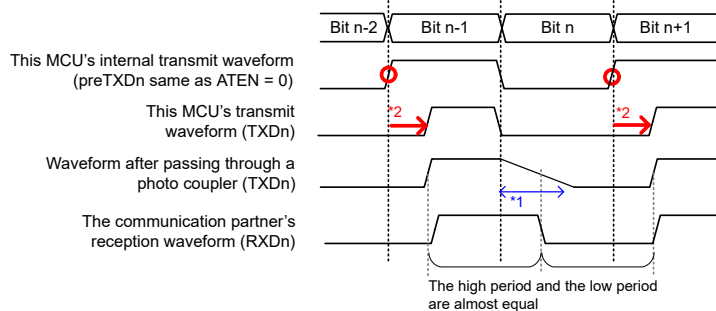 Bit n-2 Bit n-1 Bit n Bit n+1
This MCU's internal transmit waveform
(preTXDn same as ATEN = 0)
This MCU's transmit
waveform (TXDn)
*2 *2
Waveform after passing through a
photo coupler (TXDn)
*1
The communication partner's
reception waveform (RXDn)
The high period and the low period
are almost equal